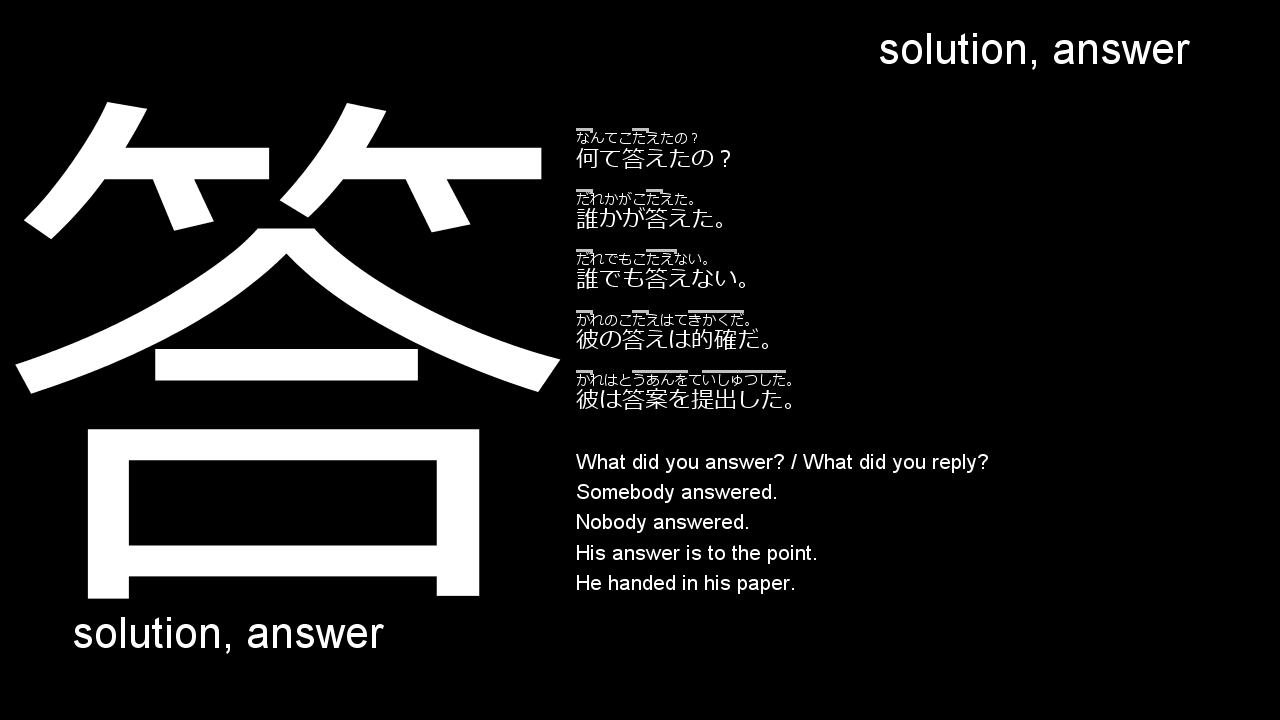 solution, answer
答
なんてこたえたの？
何て答えたの？
だれかがこたえた。
誰かが答えた。
だれでもこたえない。
誰でも答えない。
かれのこたえはてきかくだ。
彼の答えは的確だ。
かれはとうあんをていしゅつした。
彼は答案を提出した。
What did you answer? / What did you reply?
Somebody answered.
Nobody answered.
His answer is to the point.
He handed in his paper.
solution, answer